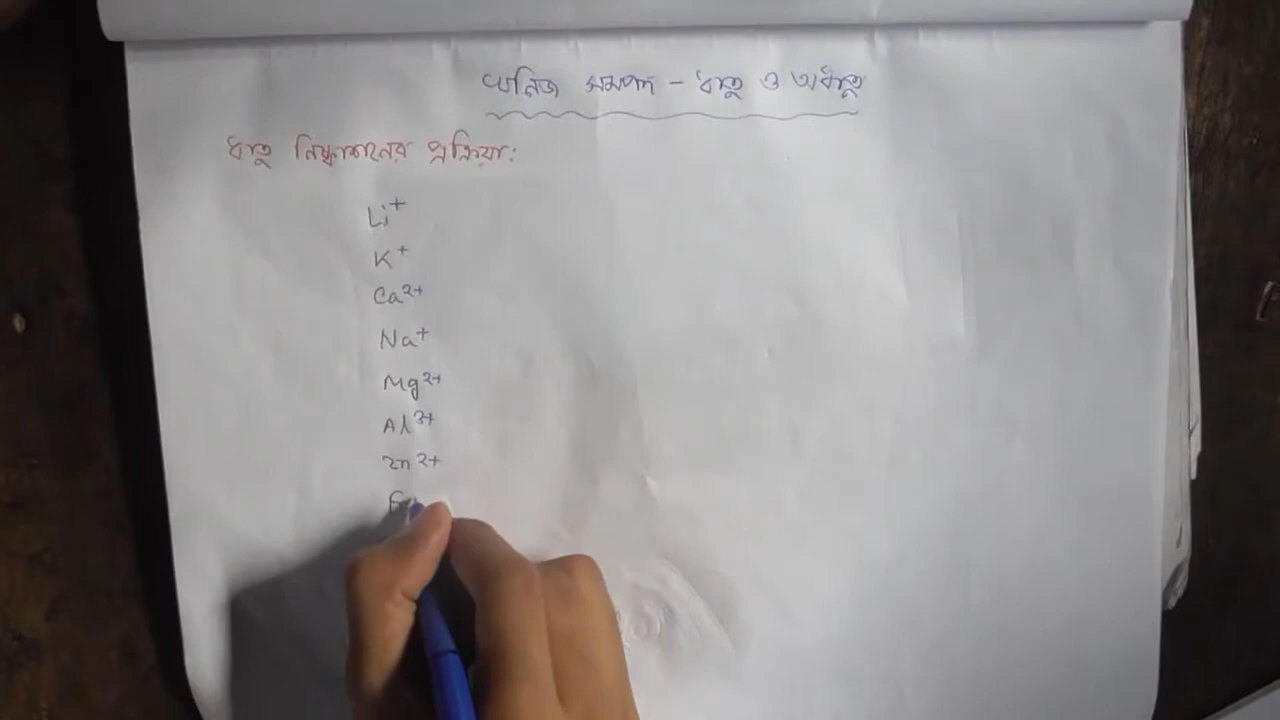 খনিজ সম্পদ - ধাতু ও অধাতু
ধাতু নিষ্কাশনের প্রক্রিয়া:
Li⁺
K⁺
Ca²⁺
Na⁺
Mg²⁺
Al³⁺
Zn²⁺